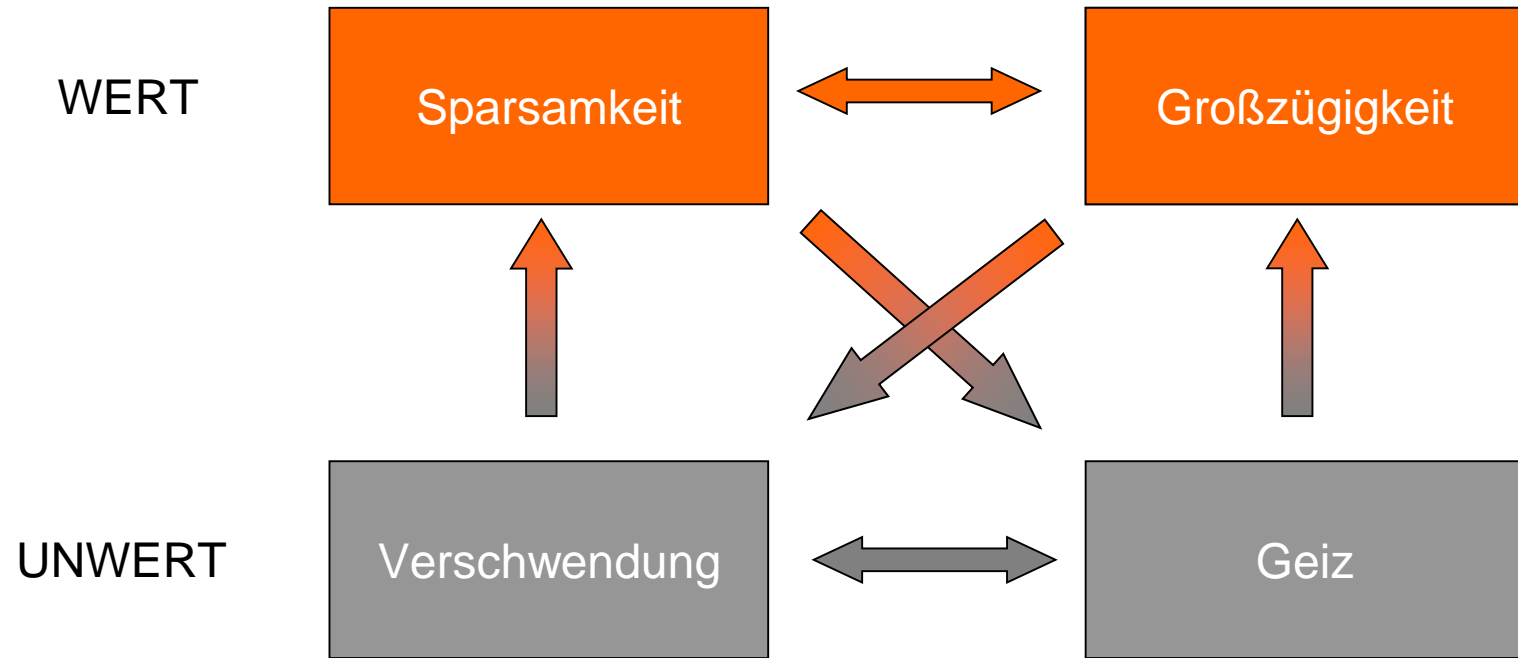 WERT
Sparsamkeit
Großzügigkeit
UNWERT
Verschwendung
Geiz